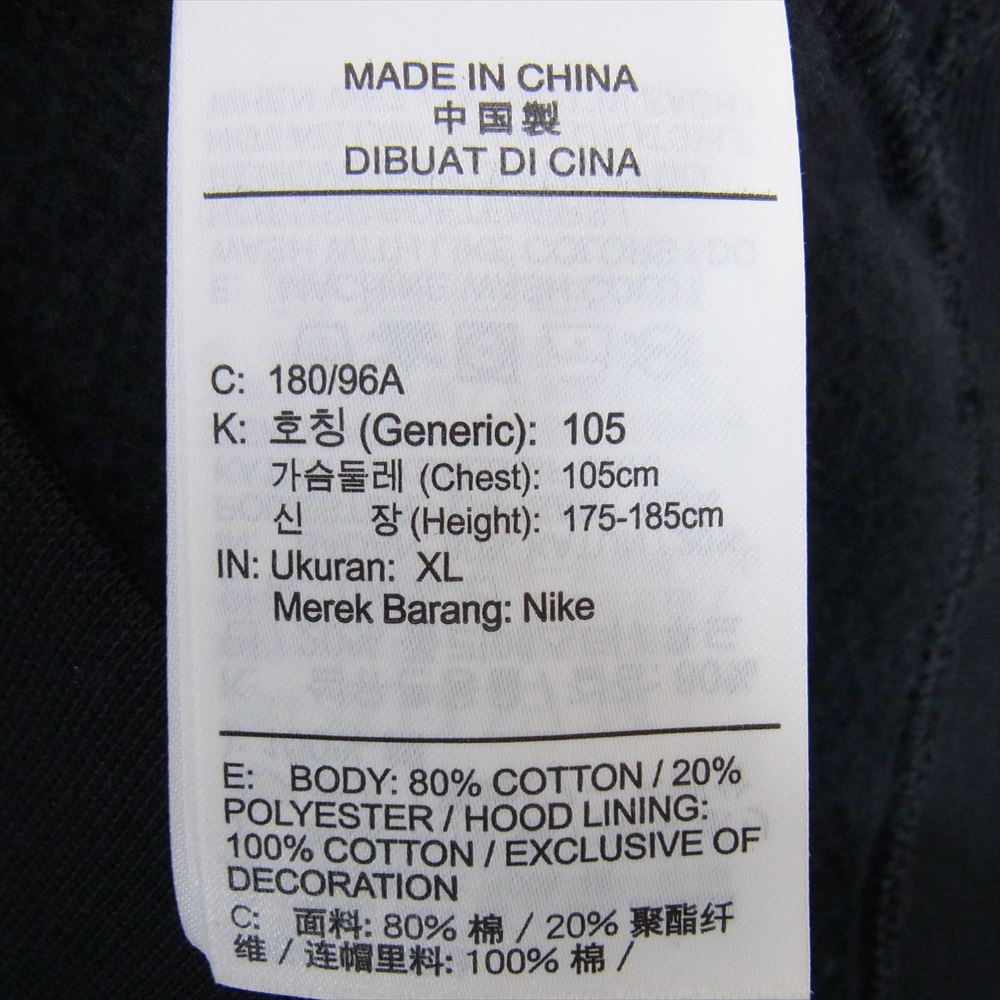 MADE IN CHINA
中国製
DIBUAT DI CINA
C: 180/96A
K: 호칭 (Generic): 105
가슴둘레 (Chest): 105cm
신 장 (Height): 175-185cm
IN: Ukuran: XL
Merek Barang: Nike
E: BODY: 80% COTTON / 20%
POLYESTER / HOOD LINING:
100% COTTON / EXCLUSIVE OF
DECORATION
C: 面料: 80% 棉 / 20% 聚酯纤
维 / 连帽里料: 100% 棉 /